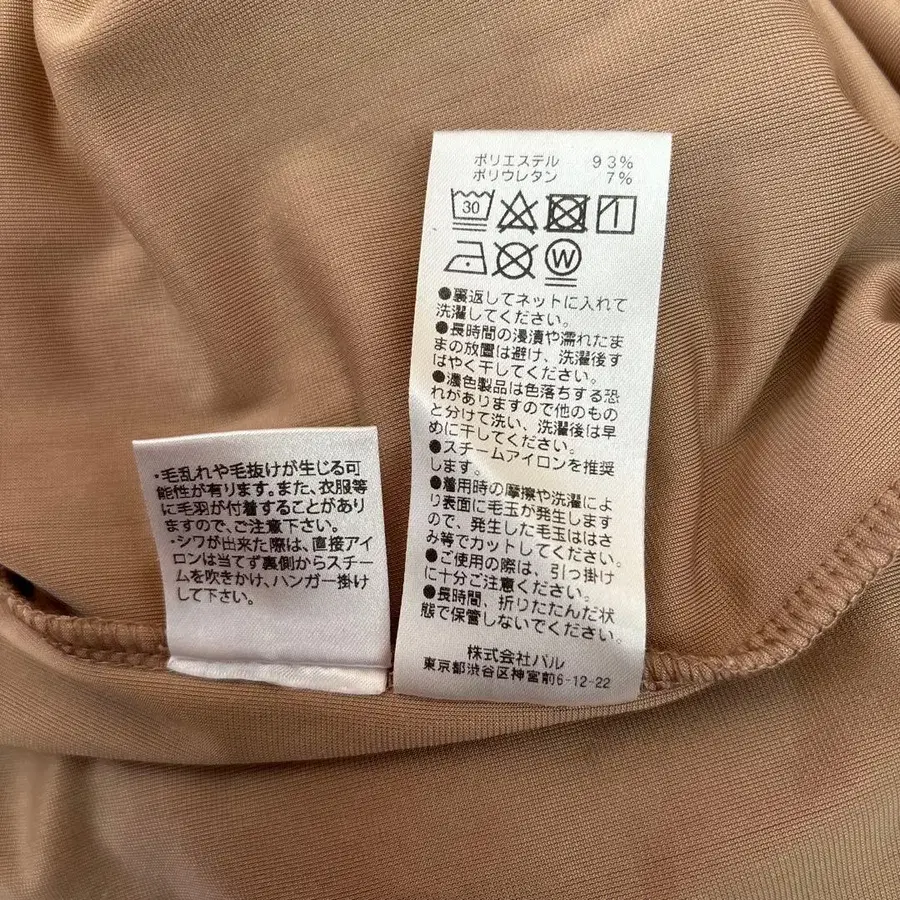 ポリエステル 93%
ポリウレタン 7%
30
W
●裏返してネットに入れて
洗濯してください。
●長時間の浸漬や濡れたま
まの放置は避け、洗濯後す
ばやく干してください。
●濃色製品は色落ちする恐
れがありますので他のもの
と分けて洗い、洗濯後は早
めに干してください。
●スチームアイロンを推奨
します。
●着用時の摩擦や洗濯によ
り表面に毛玉が発生します
ので、発生した毛玉ははさ
み等でカットしてください。
●ご使用の際は、引っ掛け
に十分ご注意ください。
●長時間、折りたたんだ状
態で保管しないでください。
株式会社パル
東京都渋谷区神宮前6-12-22
・毛乱れや毛抜けが生じる可
能性が有ります。また、衣服等
に毛羽が付着することがあり
ますので、ご注意下さい。
・シワが出来た際は、直接アイ
ロンは当てず裏側からスチー
ムを吹きかけ、ハンガー掛け
して下さい。